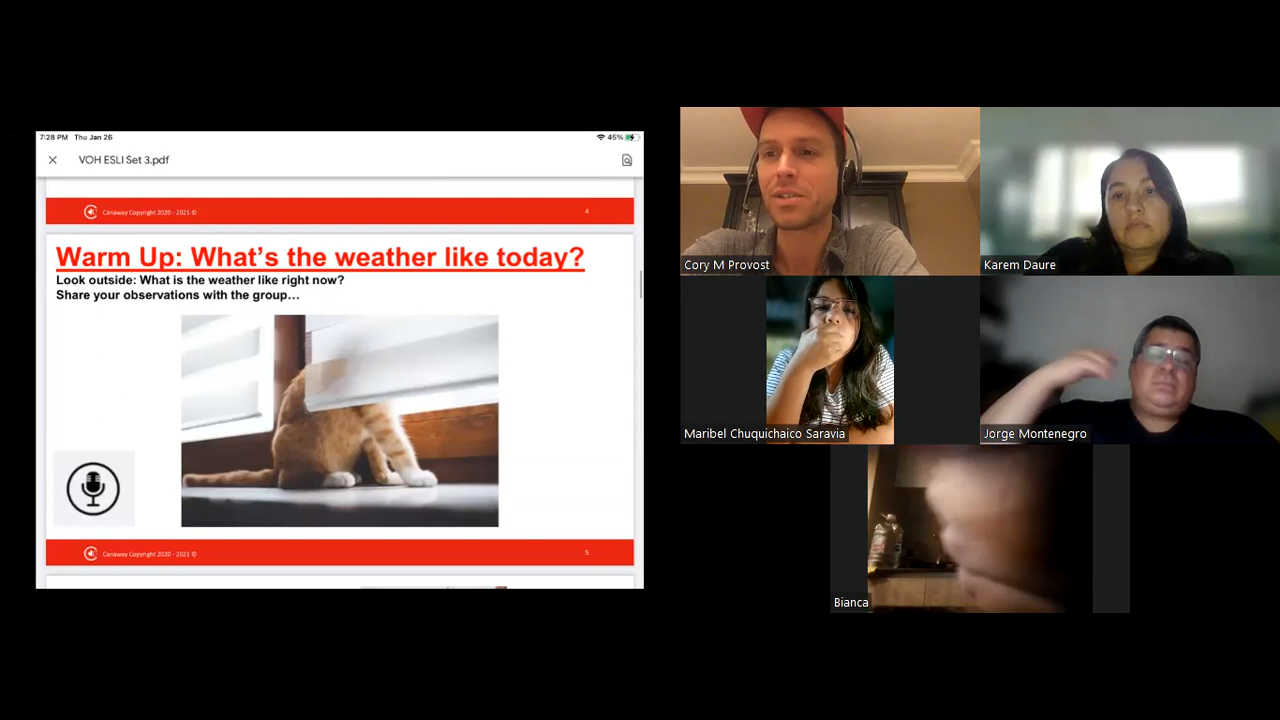 7:28 PM Thu Jan 26
45%
VOH ESLI Set 3.pdf
Canaway Copyright 2020 - 2021 ©
4
Warm Up: What's the weather like today?
Look outside: What is the weather like right now?
Share your observations with the group…
Canaway Copyright 2020 - 2021 ©
5
Cory M Provost
Karem Daure
Maribel Chuquichaico Saravia
Jorge Montenegro
Bianca